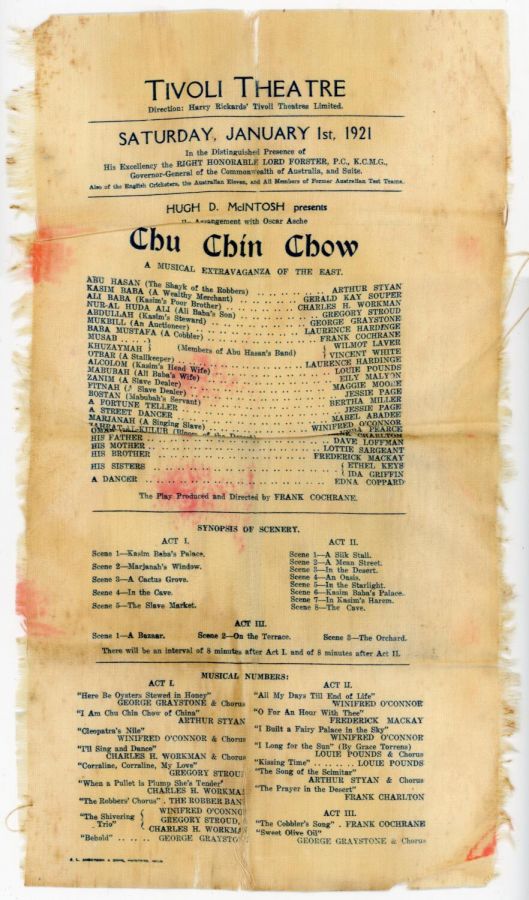 TIVOLI THEATRE
Direction: Harry Rickards' Tivoli Theatres Limited.
SATURDAY, JANUARY 1st, 1921
In the Distinguished Presence of
His Excellency the RIGHT HONORABLE LORD FORSTER, P.C., K.C.M.G.,
Governor-General of the Commonwealth of Australia, and Suite.
Also of the English Cricketers, the Australian Eleven, and All Members of Former Australian Test Teams.
HUGH D. McINTOSH presents
Arrangement with Oscar Asche
Chu Chin Chow
A MUSICAL EXTRAVAGANZA OF THE EAST.
ABU HASAN (The Shayk of the Robbers) .. .. .. .. .. ARTHUR STYAN
KASIM BABA (A Wealthy Merchant) .. .. .. .. .. GERALD KAY SOUPER
ALI BABA (Kasim's Poor Brother) .. .. .. .. .. CHARLES H. WORKMAN
NUR-AL HUDA ALI (Ali Baba's Son) .. .. .. .. .. GREGORY STROUD
ABDULLAH (Kasim's Steward) .. .. .. .. .. GEORGE GRAYSTONE
MUKBILL (An Auctioneer) .. .. .. .. .. LAURENCE HARDINGE
BABA MUSTAFA (A Cobbler) .. .. .. .. .. FRANK COCHRANE
MUSAB .. .. } (Members of Abu Hasan's Band) { WILMOT LAVER
KHUZAYMAH } { VINCENT WHITE
OTBAR (A Stallkeeper) .. .. .. .. .. LAURENCE HARDINGE
ALCOLOM (Kasim's Head Wife) .. .. .. .. .. LOUIE POUNDS
MABUBAH (Ali Baba's Wife) .. .. .. .. .. EILY MALYON
ZANIM (A Slave Dealer) .. .. .. .. .. MAGGIE MOORE
FITNAH (A Slave Dealer) .. .. .. .. .. JESSIE PAGE
BOSTAN (Mabubah's Servant) .. .. .. .. .. BERTHA MILLER
A FORTUNE TELLER .. .. .. .. .. JESSIE PAGE
A STREET DANCER .. .. .. .. .. MABEL ABADEE
MARJANAH (A Singing Slave) .. .. .. .. .. WINIFRED O'CONNOR
ZAHRAT-AL-KULUB .. .. .. PEARCE
CHARLTON
HIS FATHER .. .. .. .. .. DAVE LOFFMAN
HIS MOTHER .. .. .. .. .. LOTTIE SARGEANT
HIS BROTHER .. .. .. .. .. FREDERICK MACKAY
HIS SISTERS .. .. .. .. .. { ETHEL KEYS
{ IDA GRIFFIN
A DANCER .. .. .. .. .. EDNA COPPARD
The Play Produced and Directed by FRANK COCHRANE.
SYNOPSIS OF SCENERY.
ACT I.
Scene 1—Kasim Baba's Palace.
Scene 2—Marjanah's Window.
Scene 3—A Cactus Grove.
Scene 4—In the Cave.
Scene 5—The Slave Market.
ACT II.
Scene 1—A Silk Stall.
Scene 2—A Mean Street.
Scene 3—In the Desert.
Scene 4—An Oasis.
Scene 5—In the Starlight.
Scene 6—Kasim Baba's Palace.
Scene 7—In Kasim's Harem.
Scene 8—The Cave.
ACT III.
Scene 1—A Bazaar. Scene 2—On the Terrace. Scene 3—The Orchard.
There will be an interval of 8 minutes after Act I. and of 8 minutes after Act II.
MUSICAL NUMBERS:
ACT I.
"Here Be Oysters Stewed in Honey"
GEORGE GRAYSTONE & Chorus
"I Am Chu Chin Chow of China"
ARTHUR STYAN
"Cleopatra's Nile"
WINIFRED O'CONNOR & Chorus
"I'll Sing and Dance"
CHARLES H. WORKMAN & Chorus
"Corraline, Corraline, My Love"
GREGORY STROUD
"When a Pullet is Plump She's Tender"
CHARLES H. WORKMA
"The Robbers' Chorus" . THE ROBBER BAN
"The Shivering Trio" { WINIFRED O'CONNO
GREGORY STROUD,
CHARLES H. WORKMA
"Behold" .. .. .. GEORGE GRAYSTO
ACT II.
"All My Days Till End of Life"
WINIFRED O'CONNOR
"O For An Hour With Thee"
FREDERICK MACKAY
"I Built a Fairy Palace in the Sky"
WINIFRED O'CONNOR
"I Long for the Sun" (By Grace Torrens)
LOUIE POUNDS & Chorus
"Kissing Time" .. .. .. .. LOUIE POUNDS
"The Song of the Scimitar"
ARTHUR STYAN & Chorus
"The Prayer in the Desert"
FRANK CHARLTON
ACT III.
"The Cobbler's Song" . FRANK COCHRANE
"Sweet Olive Oil"
GEORGE GRAYSTONE & Chorus